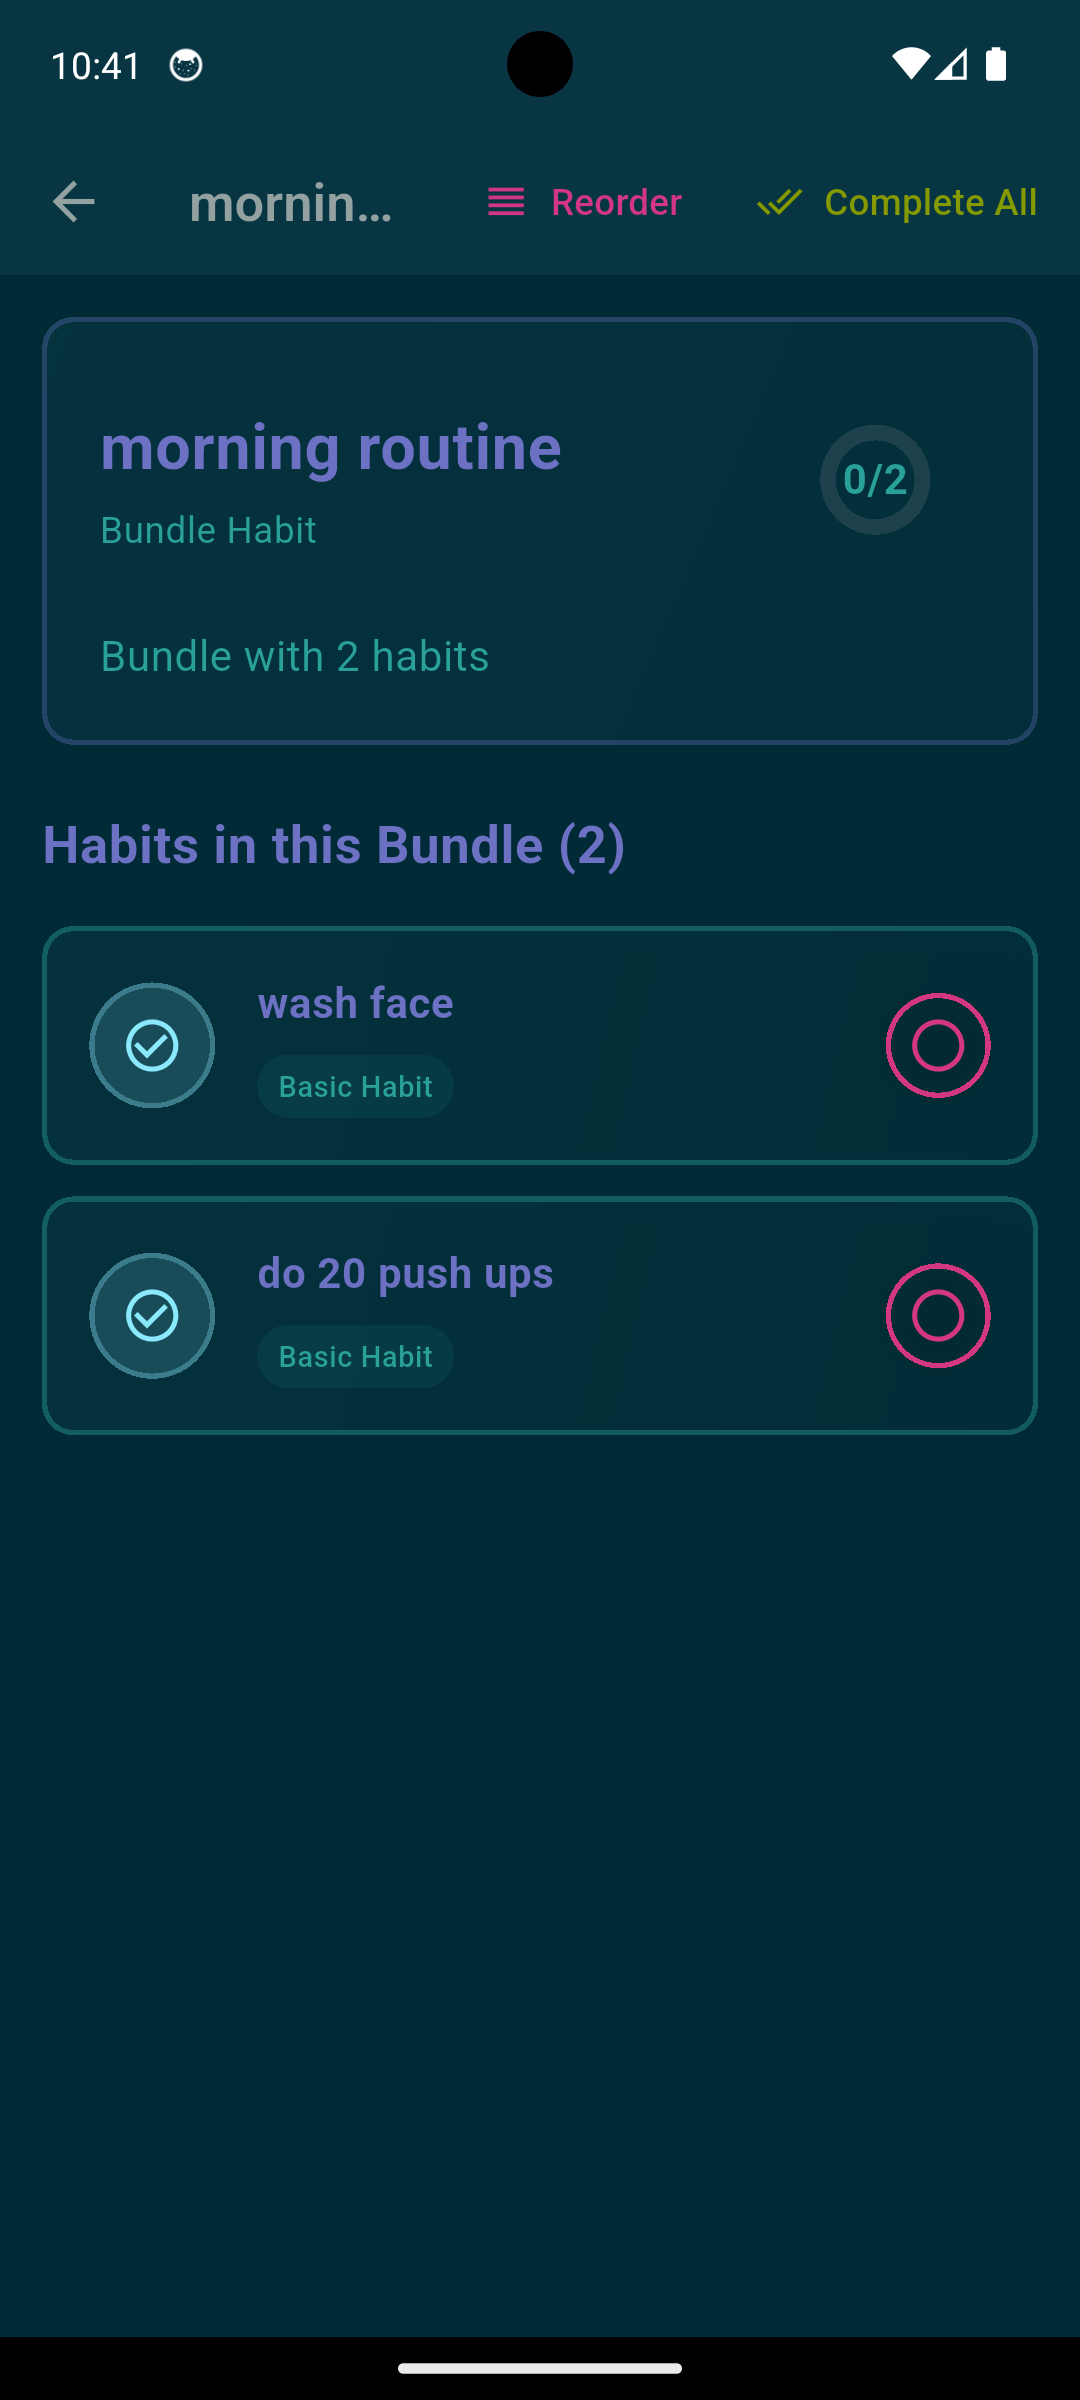 10:41
mornin...
Reorder
Complete All
morning routine
0/2
Bundle Habit
Bundle with 2 habits
Habits in this Bundle (2)
wash face
Basic Habit
do 20 push ups
Basic Habit